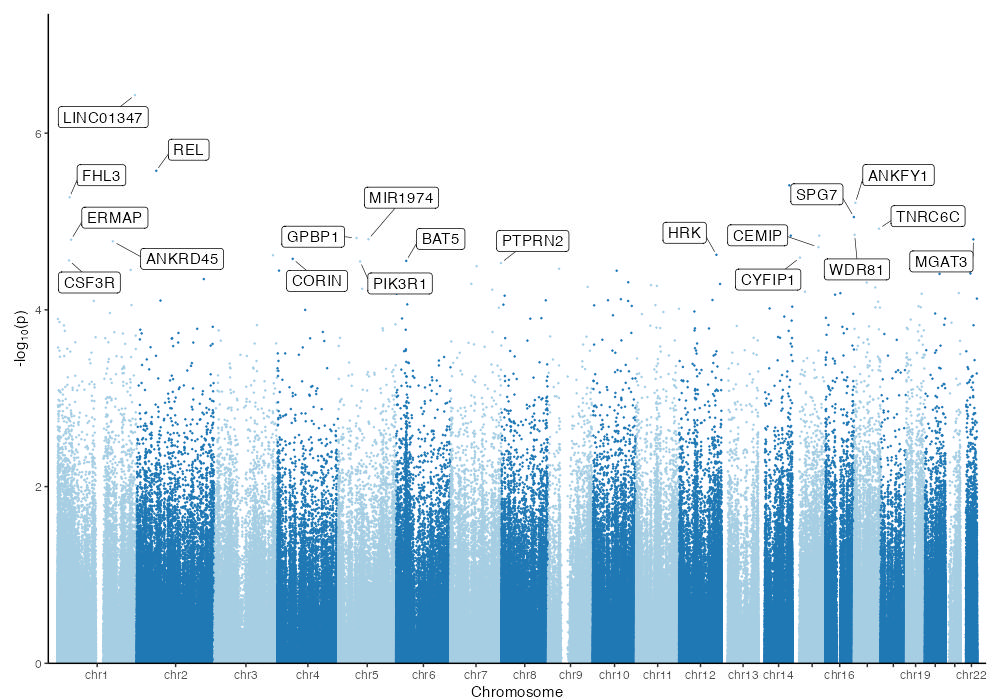 LINC01347
REL
FHL3
ANKFY1
SPG7
MIR1974
ERMAP
TNRC6C
HRK
CEMIP
GPBP1
BAT5
PTPRN2
ANKRD45
MGAT3
WDR81
CSF3R
CORIN
PIK3R1
CYFIP1
-log10(p)
6
4
2
0
chr1 chr2 chr3 chr4 chr5 chr6 chr7 chr8 chr9 chr10 chr11 chr12 chr13 chr14 chr16 chr19 chr22
Chromosome